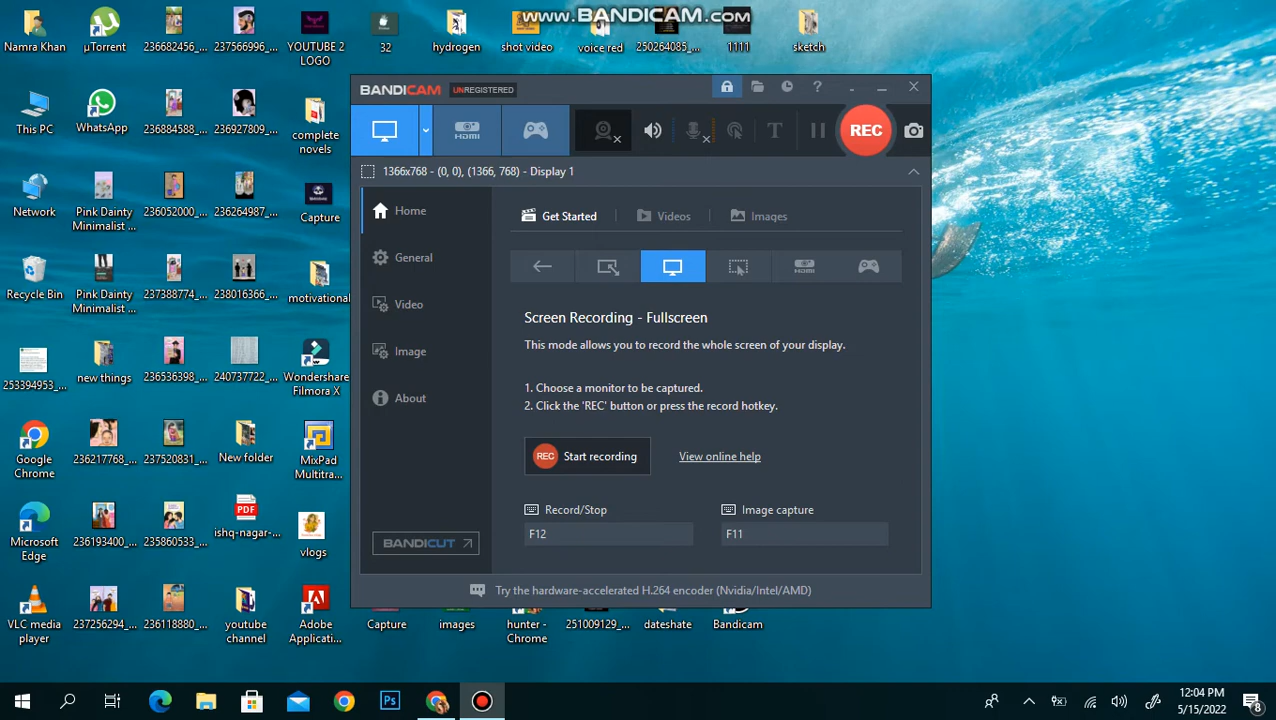 www.BANDICAM.com
Namra Khan
µTorrent
236682456_...
237566996_...
YOUTUBE 2
LOGO
32
hydrogen
shot video
voice red
250264085_...
1111
sketch
This PC
WhatsApp
236884588_...
236927809_...
complete
novels
Network
Pink Dainty
Minimalist ...
236052000_...
236264987_...
Capture
Recycle Bin
Pink Dainty
Minimalist ...
237388774_...
238016366_...
motivational
253394953_...
new things
236536398_...
240737722_...
Wondershare
Filmora X
Google
Chrome
236217768_...
237520831_...
New folder
MixPad
Multitra...
Microsoft
Edge
236193400_...
235860533_...
PDF
ishq-nagar-...
vlogs
VLC media
player
237256294_...
236118880_...
youtube
channel
Adobe
Applicati...
Capture
images
hunter -
Chrome
251009129_...
dateshate
Bandicam
BANDICAM UNREGISTERED
?
HDMI
T
REC
1366x768 - (0, 0), (1366, 768) - Display 1
Home
General
Video
Image
About
BANDICUT
Get Started
Videos
Images
HDMI
Screen Recording - Fullscreen
This mode allows you to record the whole screen of your display.
1. Choose a monitor to be captured.
2. Click the 'REC' button or press the record hotkey.
REC Start recording
View online help
Record/Stop
Image capture
F12
F11
Try the hardware-accelerated H.264 encoder (Nvidia/Intel/AMD)
Ps
12:04 PM
5/15/2022
8